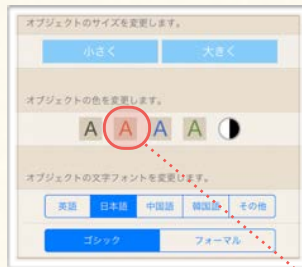 オブジェクトのサイズを変更します。
小さく 大きく
オブジェクトの色を変更します。
A A A A
オブジェクトの文字フォントを変更します。
英語 日本語 中国語 韓国語 その他
ゴシック フォーマル